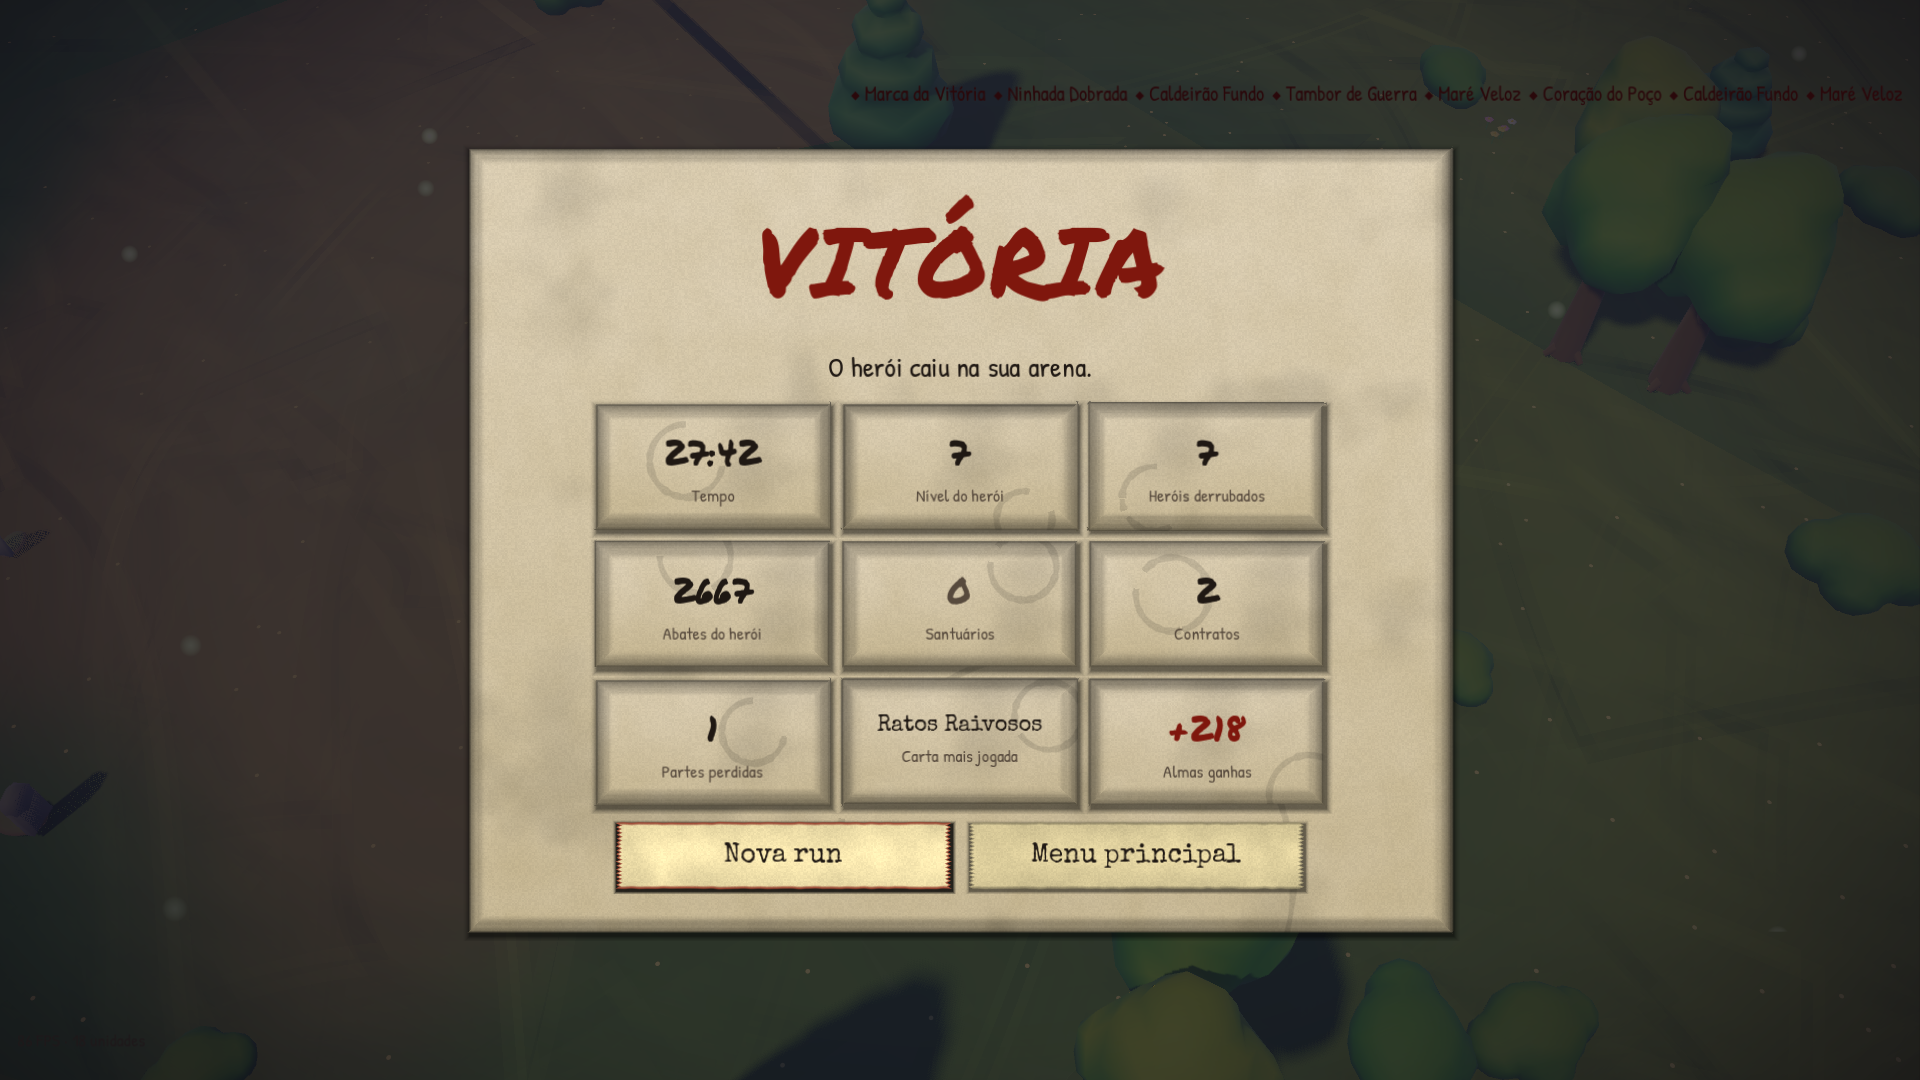 ◆ Marca da Vitória ◆ Ninhada Dobrada ◆ Caldeirão Fundo ◆ Tambor de Guerra ◆ Maré Veloz ◆ Coração do Poço ◆ Caldeirão Fundo ◆ Maré Veloz
VITÓRIA
O herói caiu na sua arena.
27:42
Tempo
7
Nível do herói
7
Heróis derrubados
2667
Abates do herói
0
Santuários
2
Contratos
1
Partes perdidas
Ratos Raivosos
Carta mais jogada
+218
Almas ganhas
Nova run
Menu principal